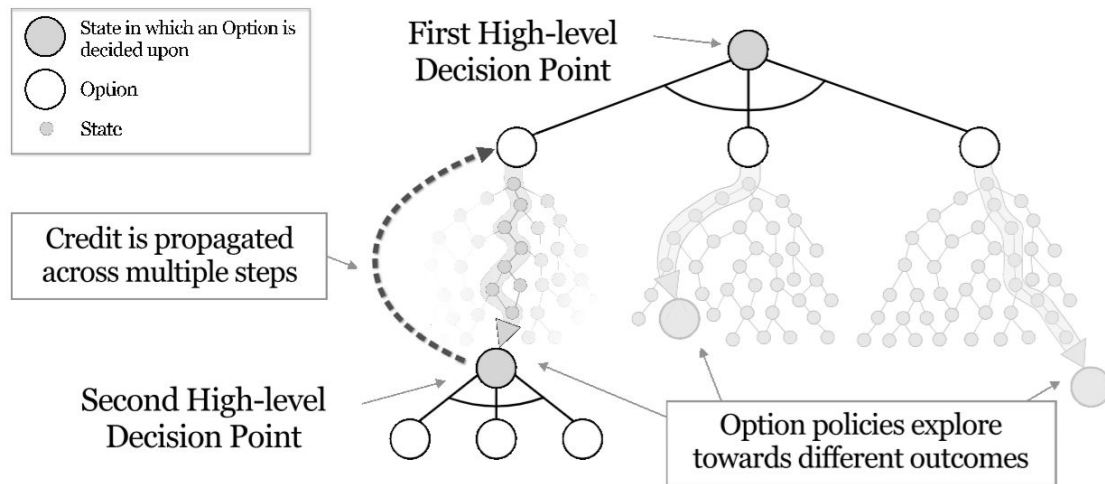 State in which an Option is
decided upon
Option
State
First High-level
Decision Point
Credit is propagated
across multiple steps
Second High-level
Decision Point
Option policies explore
towards different outcomes